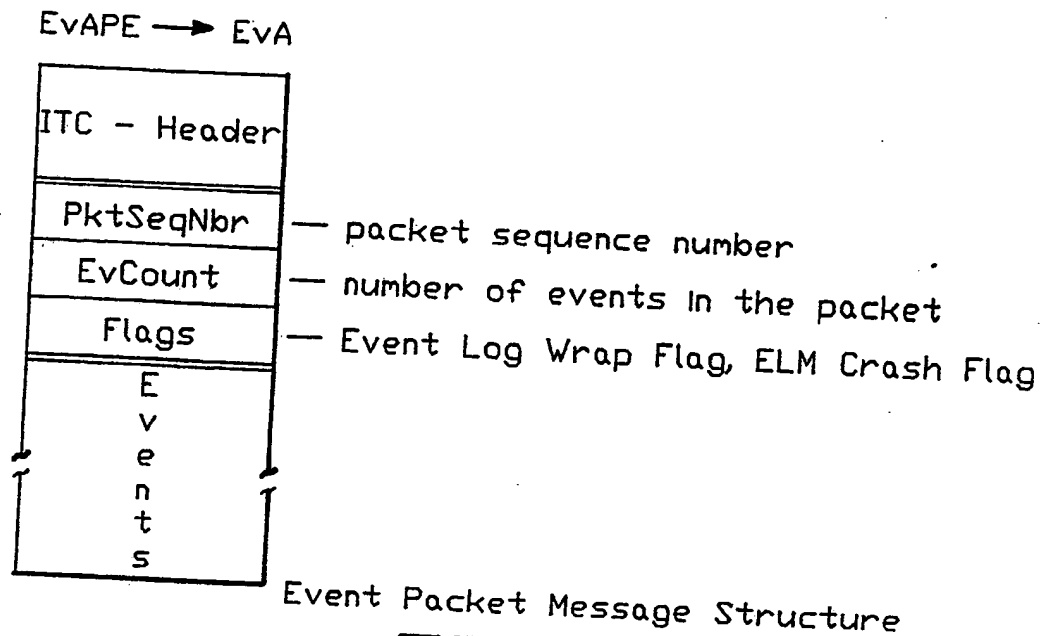 EvAPE → EvA
ITC - Header
PktSeqNbr — packet sequence number
EvCount — number of events in the packet
Flags — Event Log Wrap Flag, ELM Crash Flag
E
v
e
n
t
s
Event Packet Message Structure